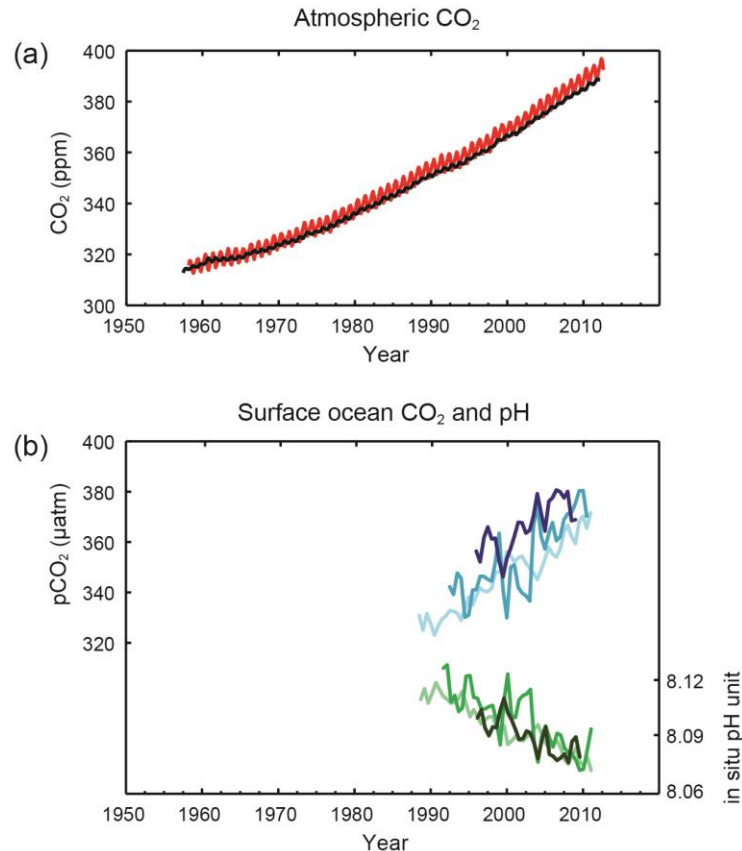 Atmospheric CO₂
(a)
400
380
360
340
320
300
CO₂ (ppm)
1950 1960 1970 1980 1990 2000 2010
Year
Surface ocean CO₂ and pH
(b)
400
380
360
340
320
pCO₂ (µatm)
8.12
8.09
8.06
in situ pH unit
1950 1960 1970 1980 1990 2000 2010
Year